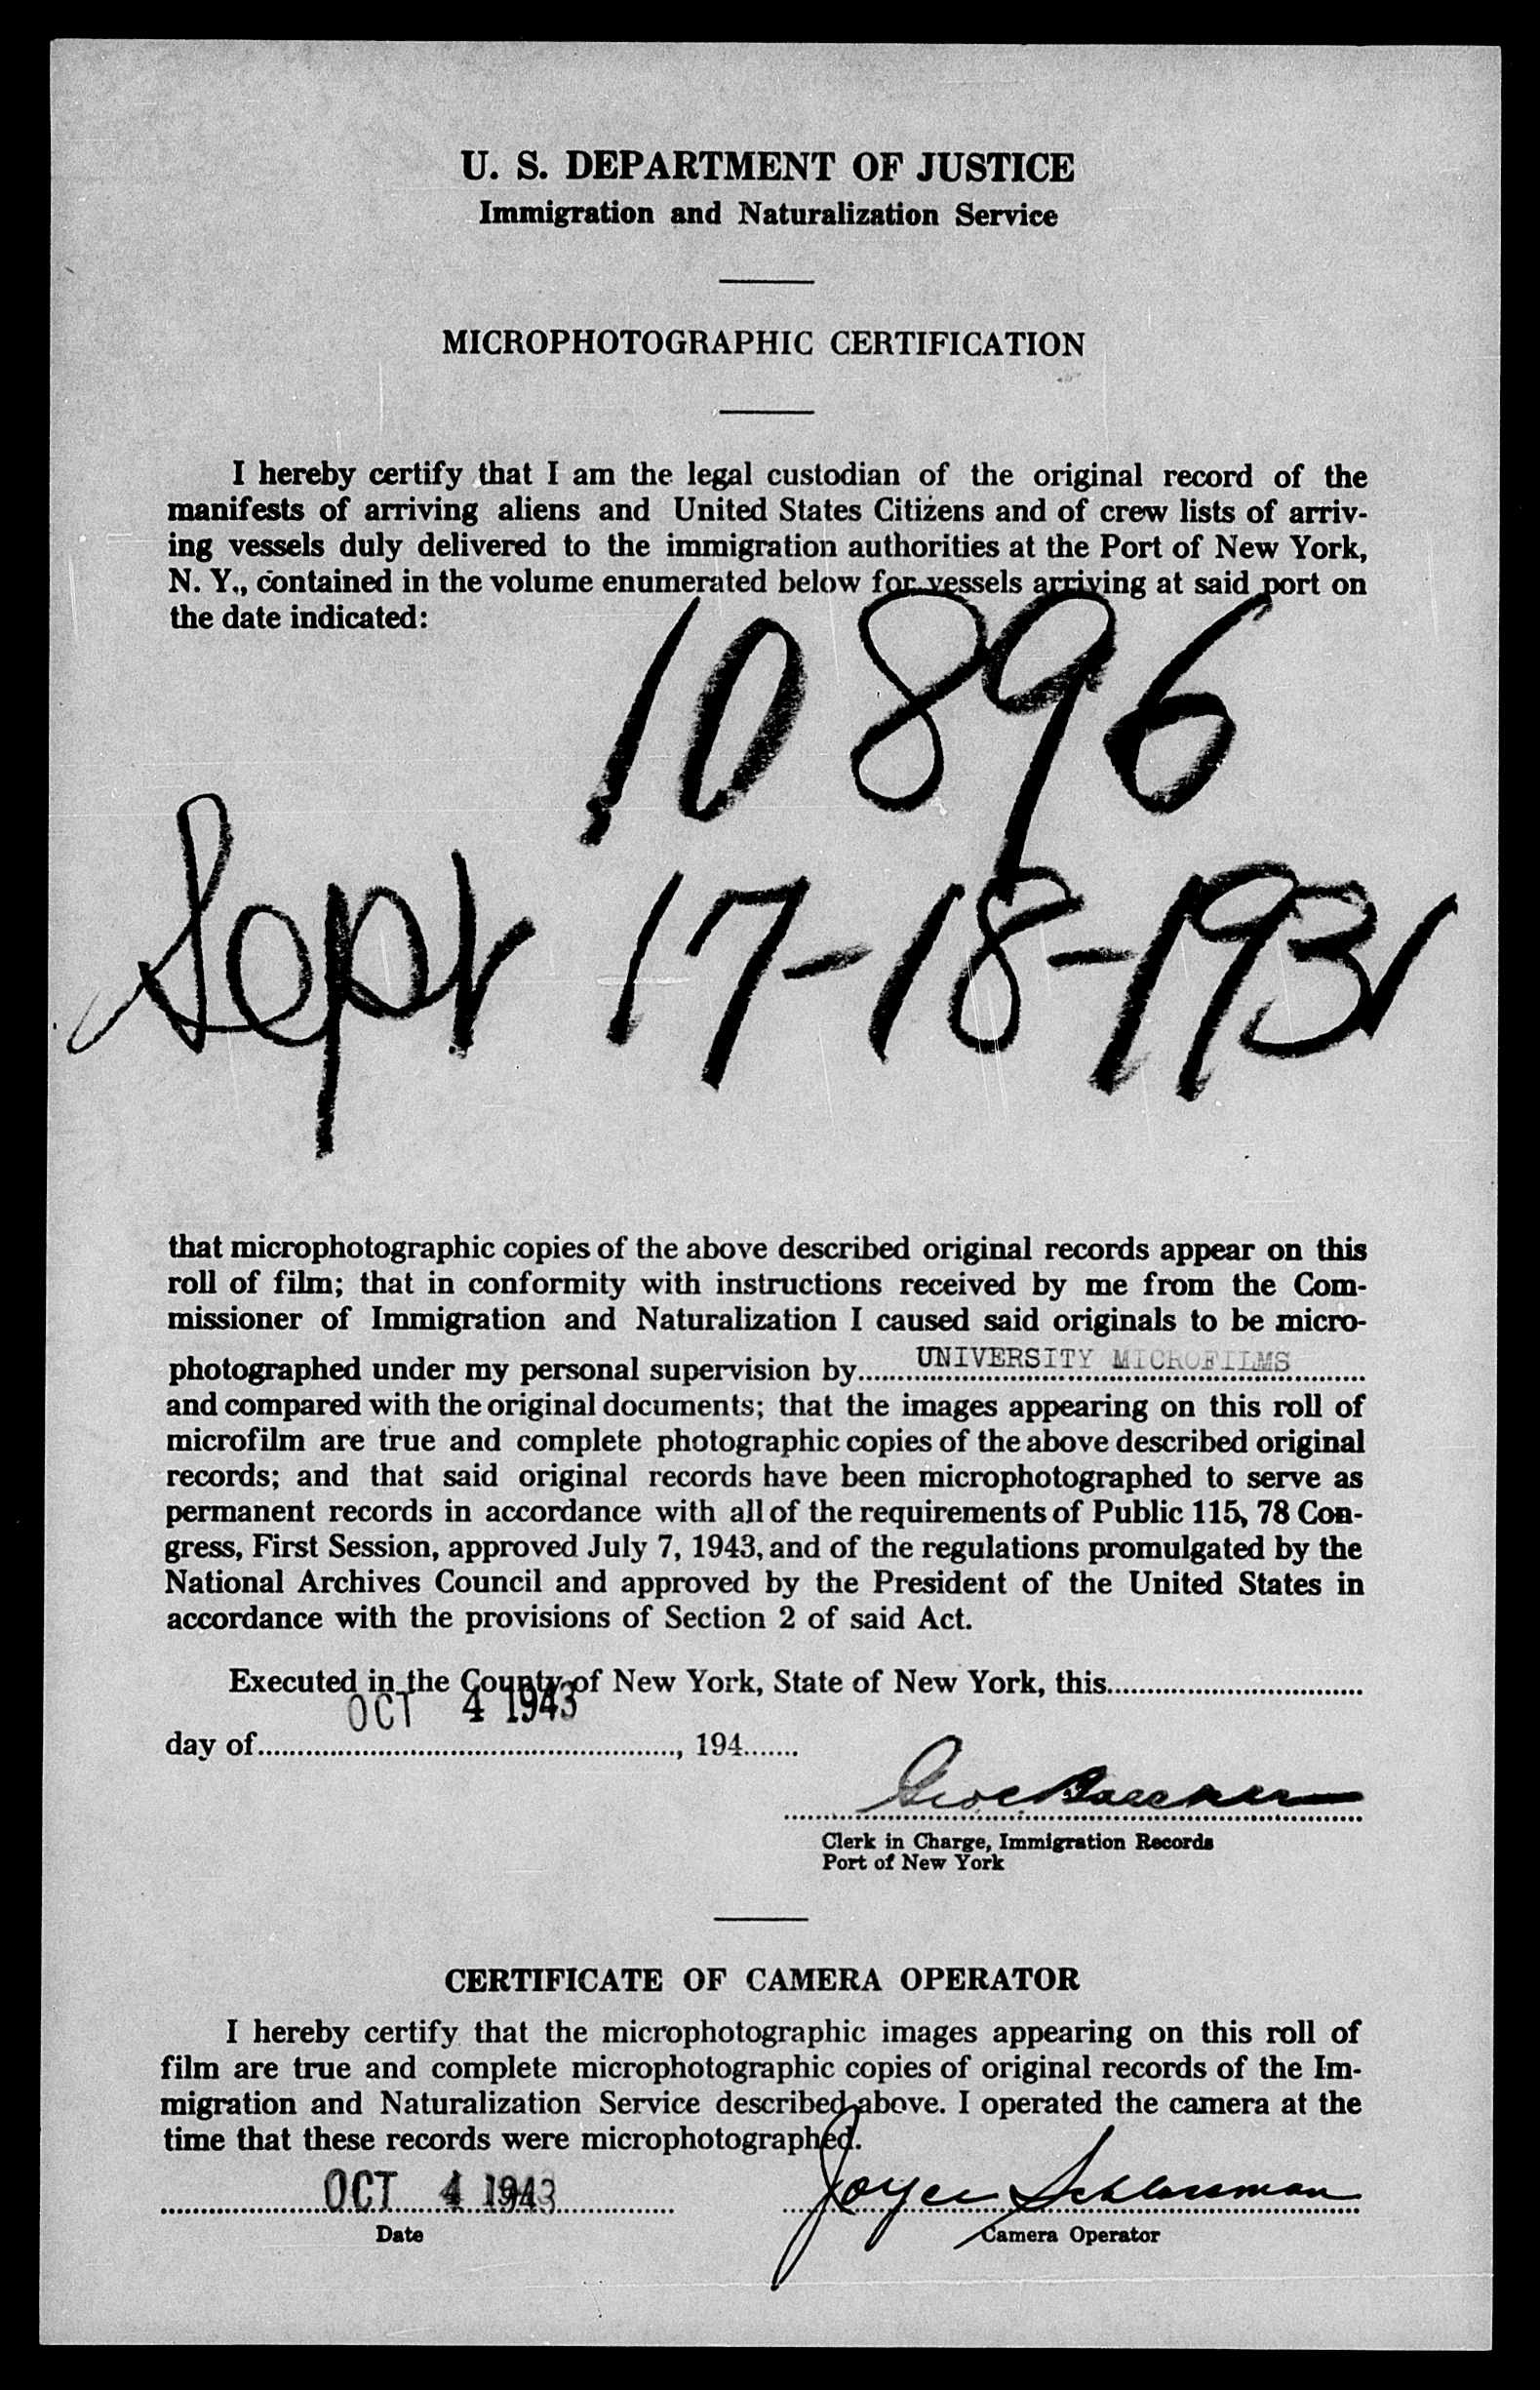 U. S. DEPARTMENT OF JUSTICE
Immigration and Naturalization Service
MICROPHOTOGRAPHIC CERTIFICATION
I hereby certify that I am the legal custodian of the original record of the
manifests of arriving aliens and United States Citizens and of crew lists of arriv-
ing vessels duly delivered to the immigration authorities at the Port of New York,
N. Y., contained in the volume enumerated below for vessels arriving at said port on
the date indicated:
10896
Sept 17-18-1931
that microphotographic copies of the above described original records appear on this
roll of film; that in conformity with instructions received by me from the Com-
missioner of Immigration and Naturalization I caused said originals to be micro-
photographed under my personal supervision by UNIVERSITY MICROFILMS
and compared with the original documents; that the images appearing on this roll of
microfilm are true and complete photographic copies of the above described original
records; and that said original records have been microphotographed to serve as
permanent records in accordance with all of the requirements of Public 115, 78 Con-
gress, First Session, approved July 7, 1943, and of the regulations promulgated by the
National Archives Council and approved by the President of the United States in
accordance with the provisions of Section 2 of said Act.
Executed in the County of New York, State of New York, this
OCT 4 1943
day of , 194
Clerk in Charge, Immigration Records
Port of New York
CERTIFICATE OF CAMERA OPERATOR
I hereby certify that the microphotographic images appearing on this roll of
film are true and complete microphotographic copies of original records of the Im-
migration and Naturalization Service described above. I operated the camera at the
time that these records were microphotographed.
OCT 4 1943 Joyce Schlossman
Date Camera Operator